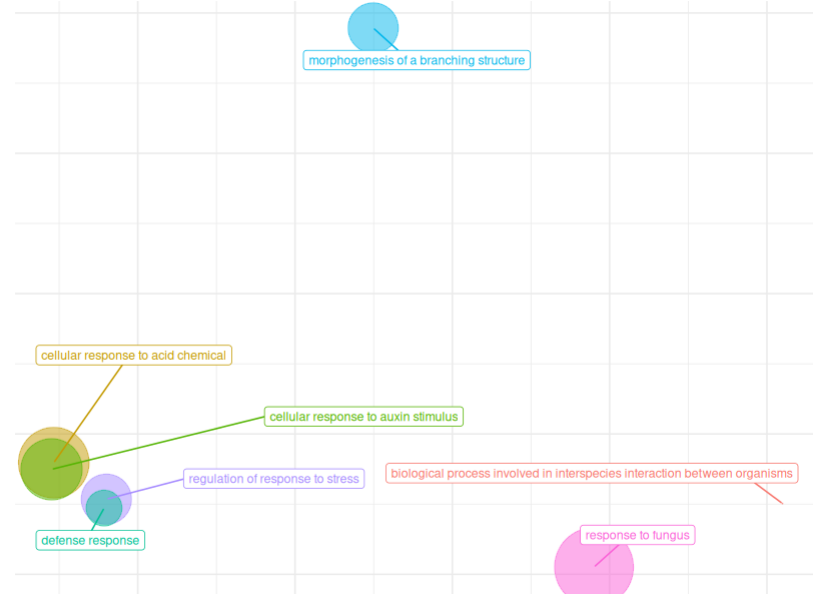 morphogenesis of a branching structure
cellular response to acid chemical
cellular response to auxin stimulus
biological process involved in interspecies interaction between organisms
regulation of response to stress
response to fungus
defense response